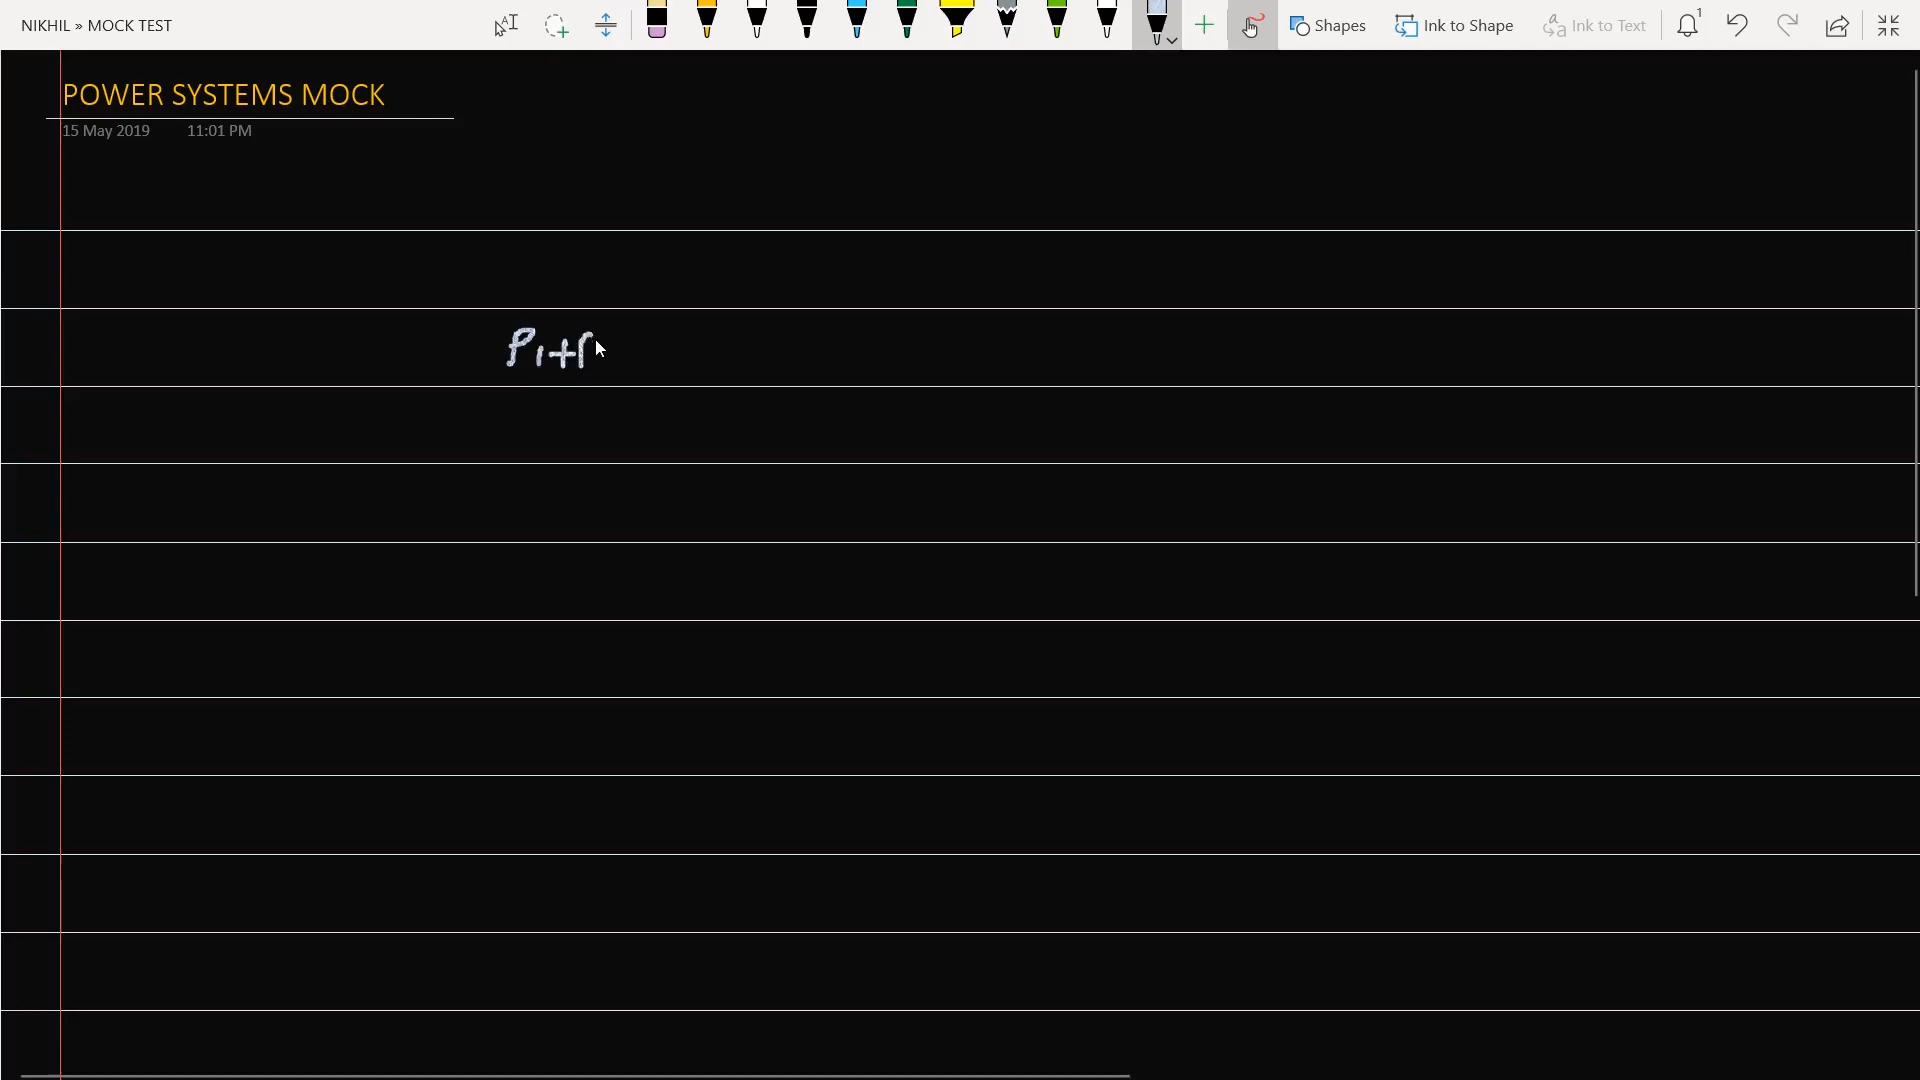 NIKHIL » MOCK TEST
Shapes
Ink to Shape
Ink to Text
1
POWER SYSTEMS MOCK
15 May 2019 11:01 PM
P1+